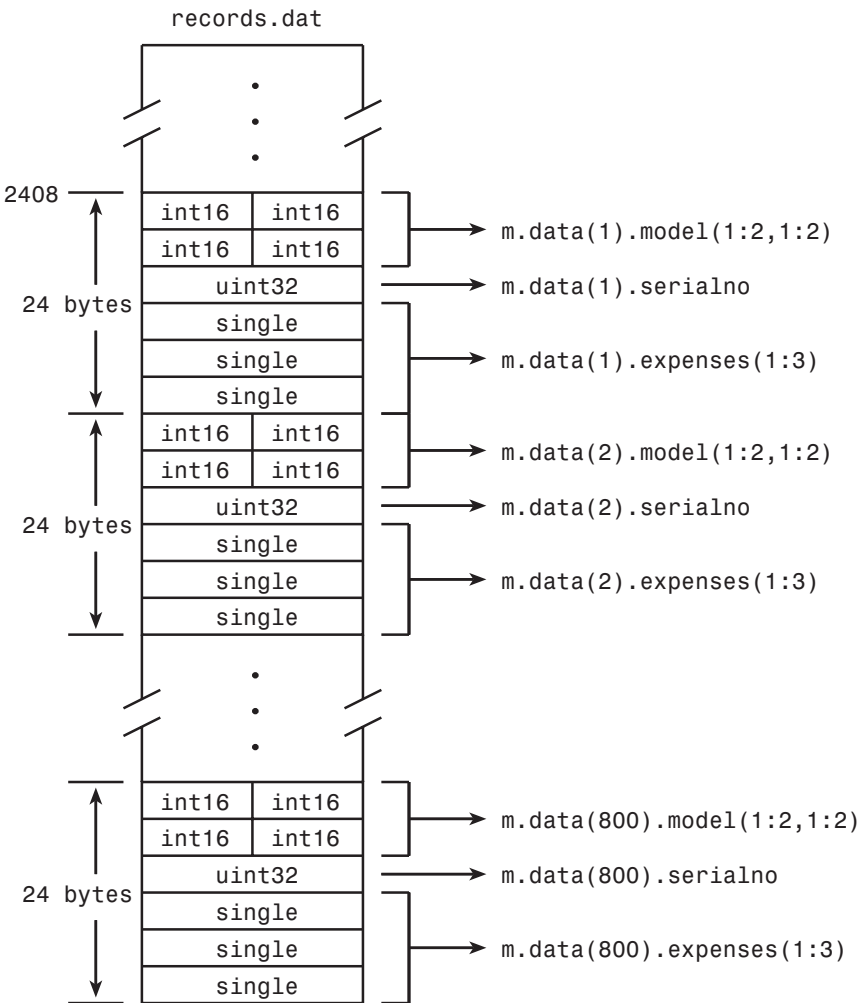 records.dat
2408
int16 int16
int16 int16
m.data(1).model(1:2,1:2)
uint32
m.data(1).serialno
24 bytes
single
single
m.data(1).expenses(1:3)
single
int16 int16
int16 int16
m.data(2).model(1:2,1:2)
uint32
m.data(2).serialno
24 bytes
single
single
m.data(2).expenses(1:3)
single
int16 int16
int16 int16
m.data(800).model(1:2,1:2)
uint32
m.data(800).serialno
24 bytes
single
single
m.data(800).expenses(1:3)
single